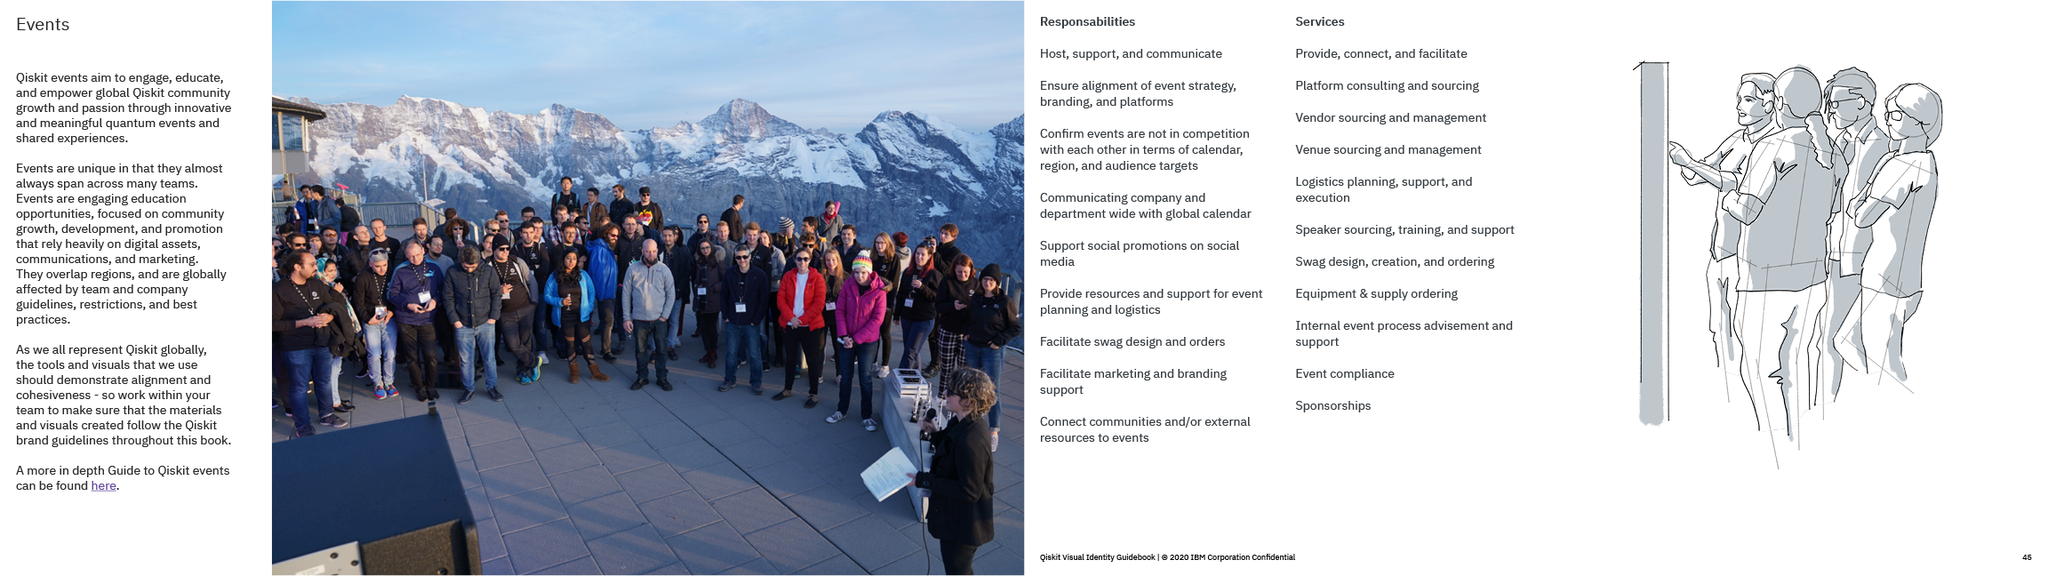 Events
Qiskit events aim to engage, educate,
and empower global Qiskit community
growth and passion through innovative
and meaningful quantum events and
shared experiences.
Events are unique in that they almost
always span across many teams.
Events are engaging education
opportunities, focused on community
growth, development, and promotion
that rely heavily on digital assets,
communications, and marketing.
They overlap regions, and are globally
affected by team and company
guidelines, restrictions, and best
practices.
As we all represent Qiskit globally,
the tools and visuals that we use
should demonstrate alignment and
cohesiveness - so work within your
team to make sure that the materials
and visuals created follow the Qiskit
brand guidelines throughout this book.
A more in depth Guide to Qiskit events
can be found here.
Responsabilities
Host, support, and communicate
Ensure alignment of event strategy,
branding, and platforms
Confirm events are not in competition
with each other in terms of calendar,
region, and audience targets
Communicating company and
department wide with global calendar
Support social promotions on social
media
Provide resources and support for event
planning and logistics
Facilitate swag design and orders
Facilitate marketing and branding
support
Connect communities and/or external
resources to events
Services
Provide, connect, and facilitate
Platform consulting and sourcing
Vendor sourcing and management
Venue sourcing and management
Logistics planning, support, and
execution
Speaker sourcing, training, and support
Swag design, creation, and ordering
Equipment & supply ordering
Internal event process advisement and
support
Event compliance
Sponsorships
Qiskit Visual Identity Guidebook | © 2020 IBM Corporation Confidential
45